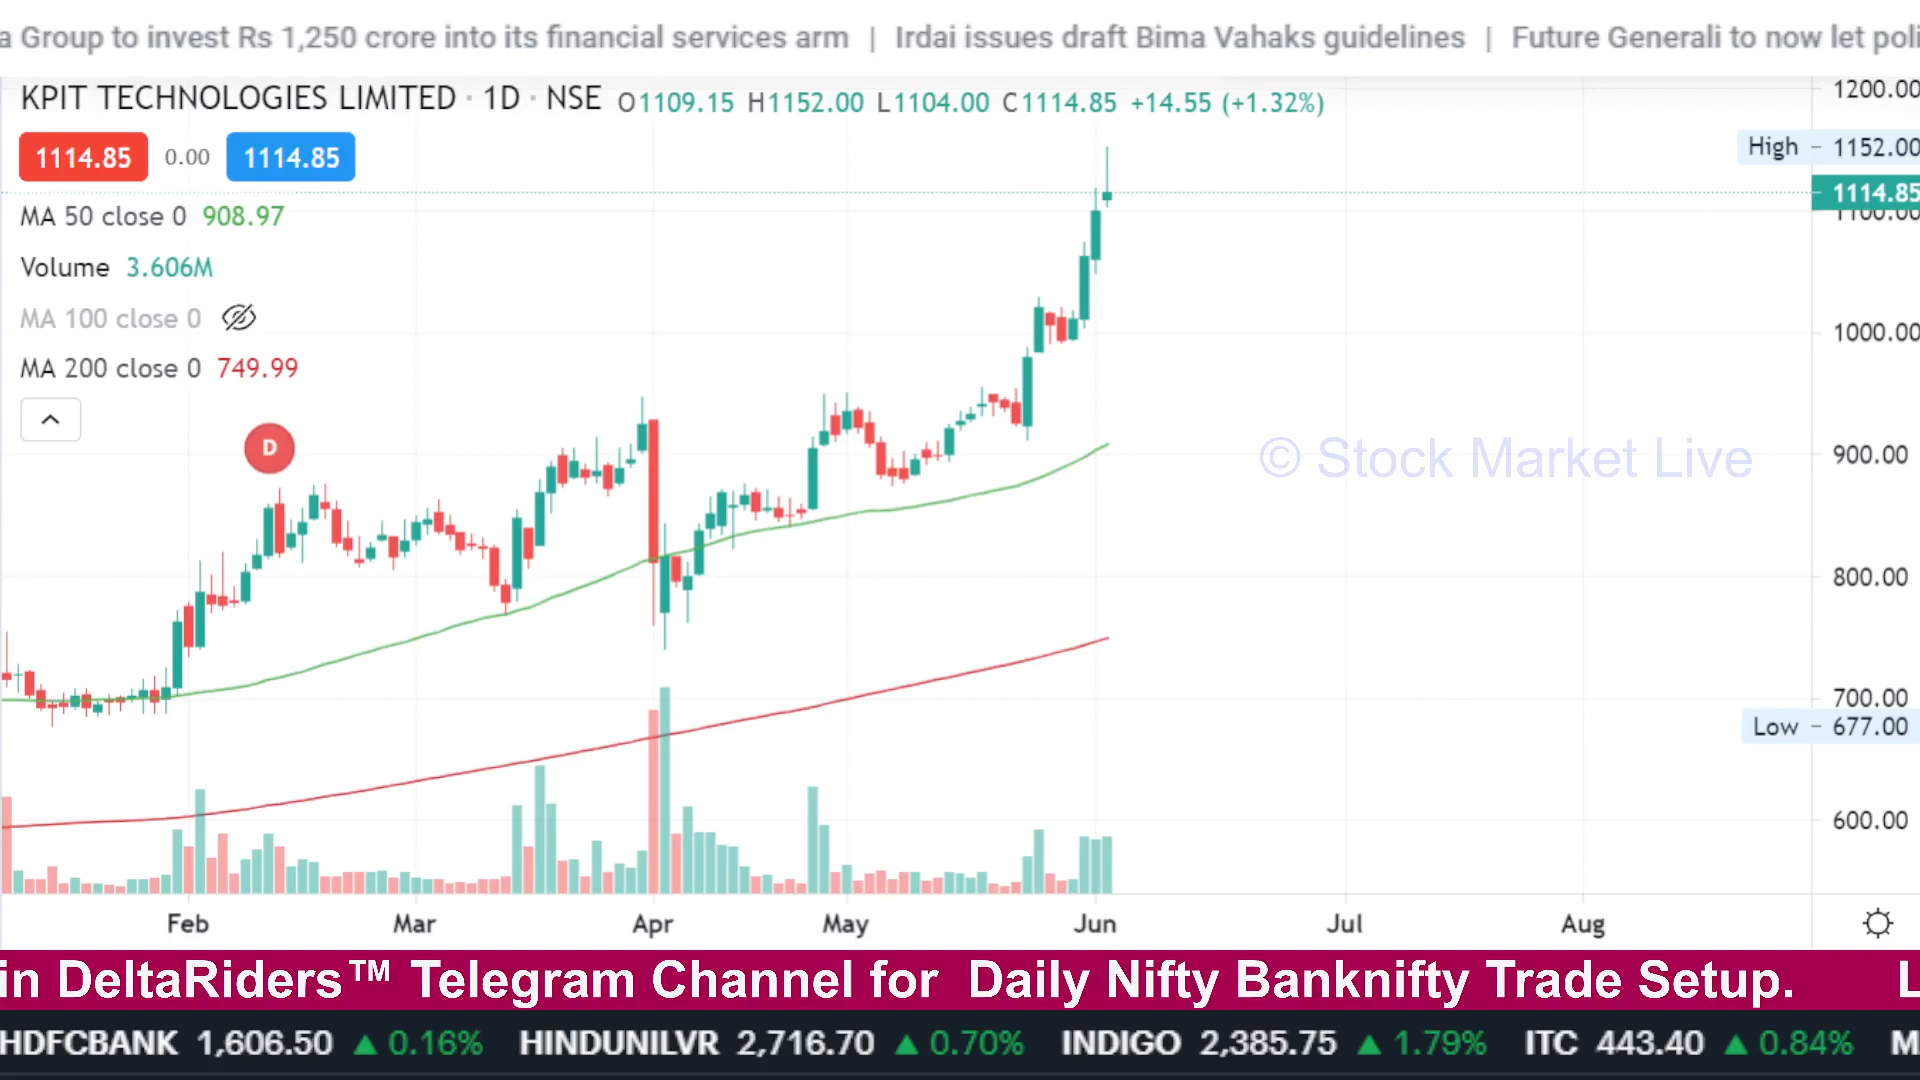 a Group to invest Rs 1,250 crore into its financial services arm | Irdai issues draft Bima Vahaks guidelines | Future Generali to now let poli
KPIT TECHNOLOGIES LIMITED · 1D · NSE O1109.15 H1152.00 L1104.00 C1114.85 +14.55 (+1.32%)
1114.85 0.00 1114.85
MA 50 close 0 908.97
Volume 3.606M
MA 100 close 0
MA 200 close 0 749.99
D
1200.00
High - 1152.00
1114.85
1100.00
1000.00
900.00
800.00
700.00
Low - 677.00
600.00
© Stock Market Live
Feb Mar Apr May Jun Jul Aug
in DeltaRiders™ Telegram Channel for Daily Nifty Banknifty Trade Setup. L
HDFCBANK 1,606.50 ▲ 0.16% HINDUNILVR 2,716.70 ▲ 0.70% INDIGO 2,385.75 ▲ 1.79% ITC 443.40 ▲ 0.84% M